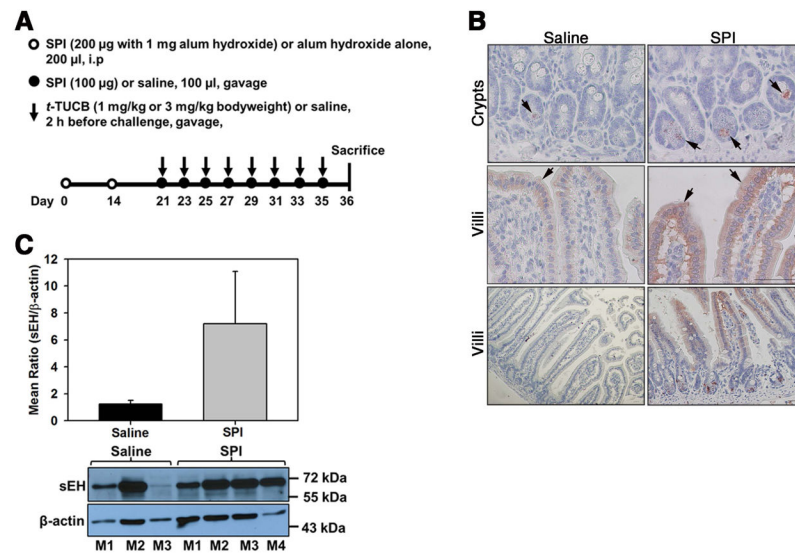 A
SPI (200 µg with 1 mg alum hydroxide) or alum hydroxide alone,
200 µl, i.p
SPI (100 µg) or saline, 100 µl, gavage
t-TUCB (1 mg/kg or 3 mg/kg bodyweight) or saline,
2 h before challenge, gavage,
Sacrifice
Day 0 14 21 23 25 27 29 31 33 35 36
B
Saline SPI
Crypts
Villi
Villi
C
Mean Ratio (sEH/β-actin)
12
10
8
6
4
2
0
Saline SPI
Saline SPI
sEH
72 kDa
55 kDa
β-actin
43 kDa
M1 M2 M3 M1 M2 M3 M4